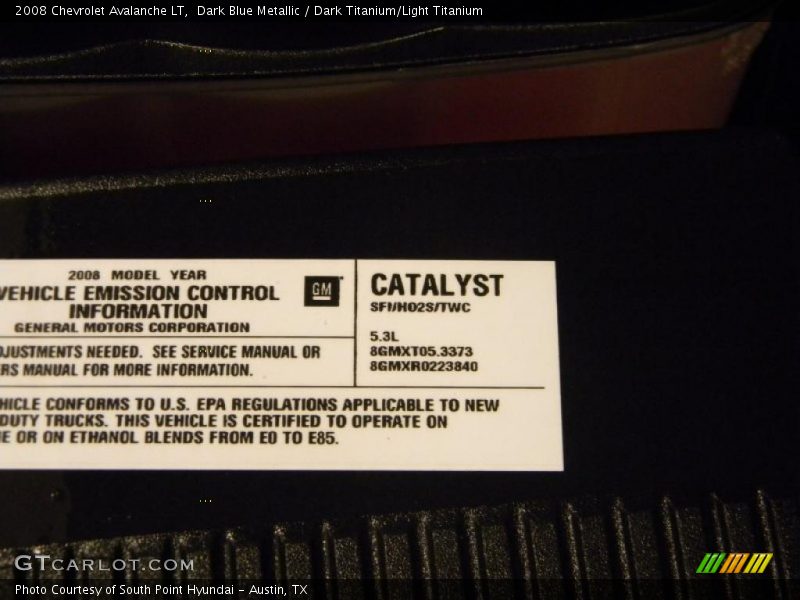 2008 Chevrolet Avalanche LT, Dark Blue Metallic / Dark Titanium/Light Titanium
2008 MODEL YEAR
VEHICLE EMISSION CONTROL
INFORMATION
GENERAL MOTORS CORPORATION
GM
CATALYST
SFI/HO2S/TWC
5.3L
8GMXT05.3373
8GMXR0223840
DJUSTMENTS NEEDED. SEE SERVICE MANUAL OR
RS MANUAL FOR MORE INFORMATION.
HICLE CONFORMS TO U.S. EPA REGULATIONS APPLICABLE TO NEW
DUTY TRUCKS. THIS VEHICLE IS CERTIFIED TO OPERATE ON
E OR ON ETHANOL BLENDS FROM E0 TO E85.
GTCARLOT.COM
Photo Courtesy of South Point Hyundai - Austin, TX